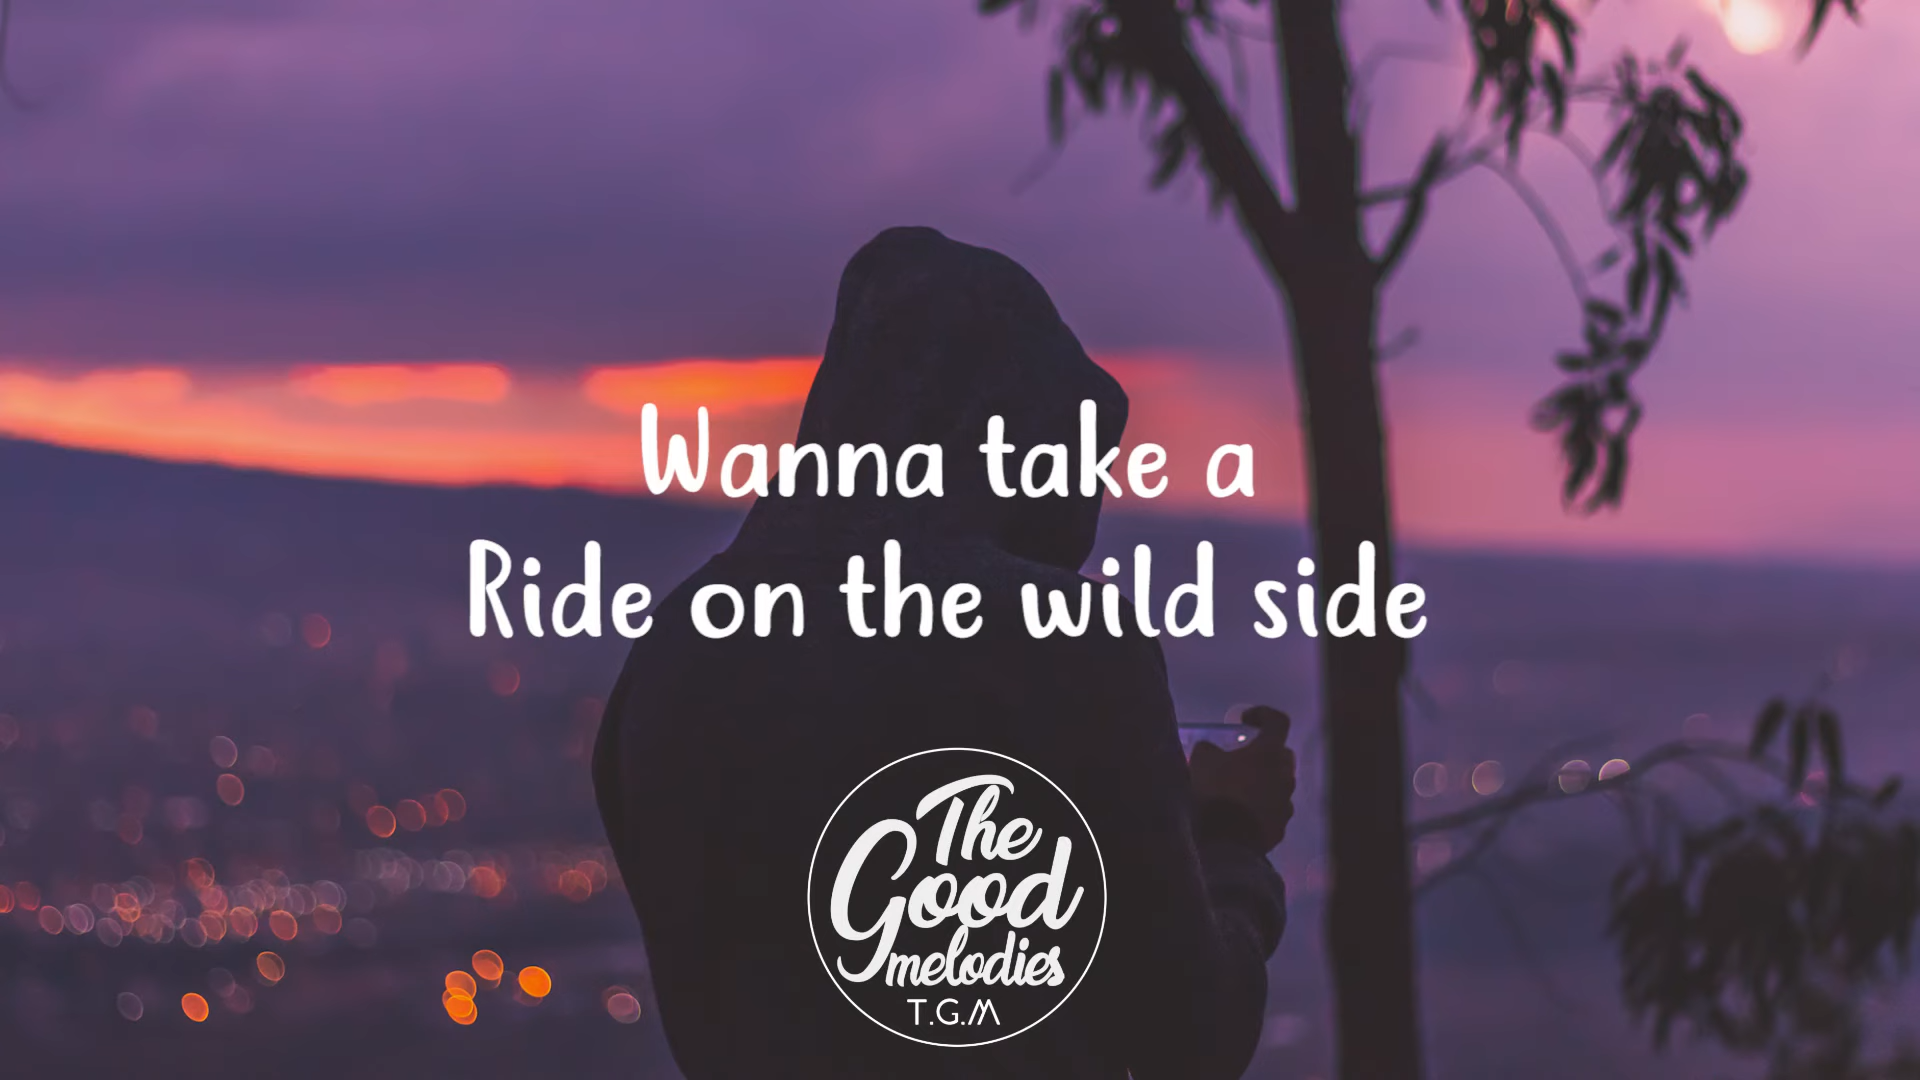 Wanna take a
Ride on the wild side
The
Good
melodies
T.G.M